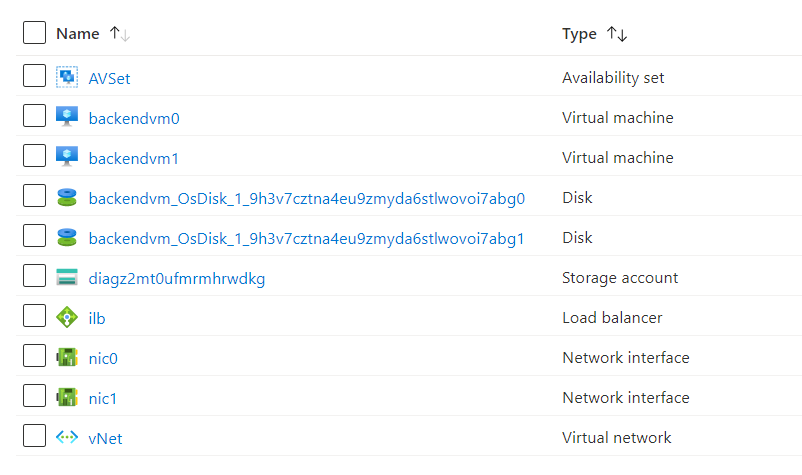 Name ↑↓ Type ↑↓
AVSet Availability set
backendvm0 Virtual machine
backendvm1 Virtual machine
backendvm_OsDisk_1_9h3v7cztna4eu9zmyda6stlwovoi7abg0 Disk
backendvm_OsDisk_1_9h3v7cztna4eu9zmyda6stlwovoi7abg1 Disk
diagz2mt0ufmrmhrwdkg Storage account
ilb Load balancer
nic0 Network interface
nic1 Network interface
vNet Virtual network